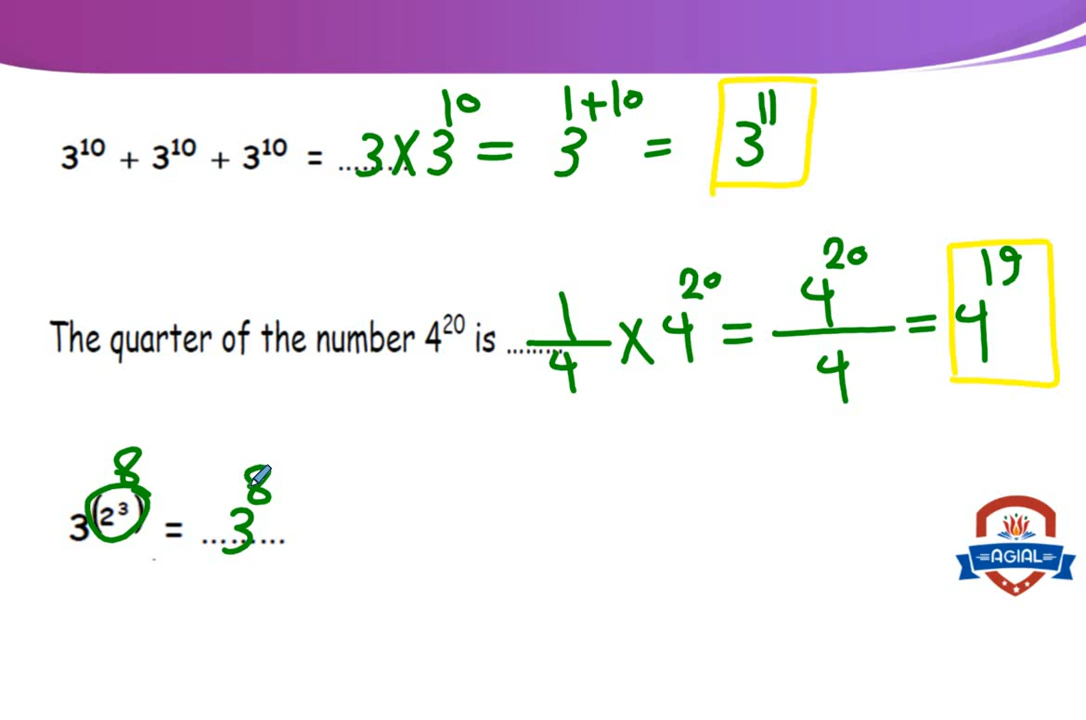 3¹⁰ + 3¹⁰ + 3¹⁰ = ........ 3 × 3¹⁰ = 3¹⁺¹⁰ = 3¹¹
The quarter of the number 4²⁰ is ......... 1/4 × 4²⁰ = 4²⁰/4 = 4¹⁹
8
3^(2³) = ......... 3⁸
AGIAL